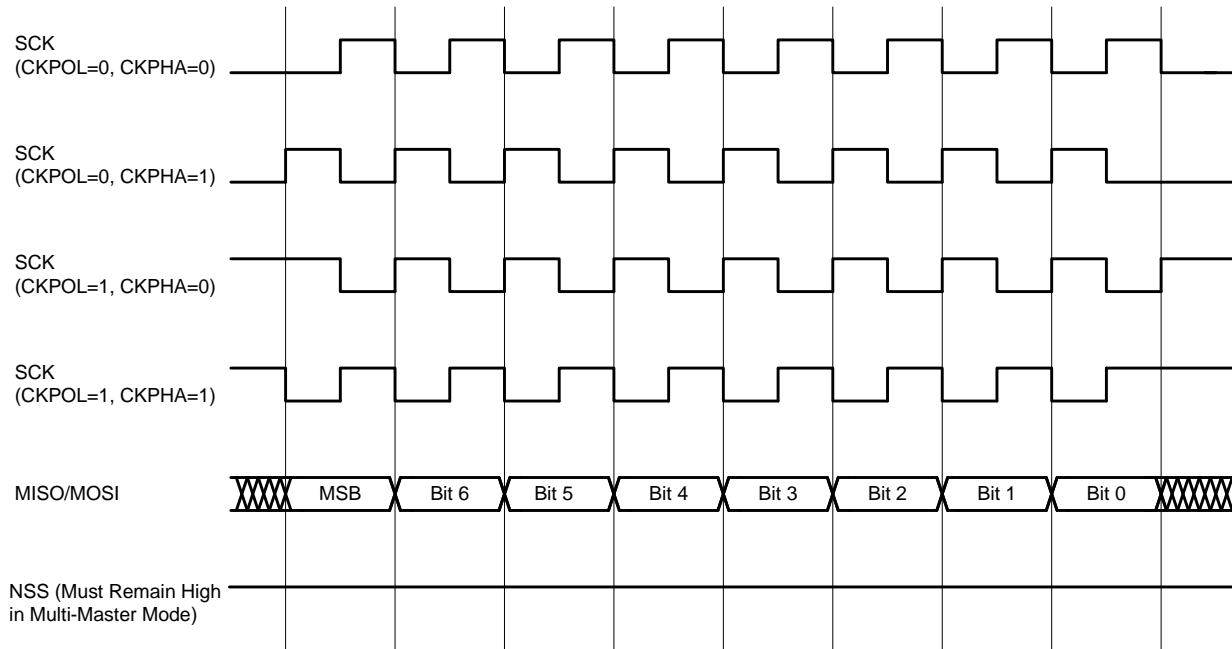 SCK
(CKPOL=0, CKPHA=0)
SCK
(CKPOL=0, CKPHA=1)
SCK
(CKPOL=1, CKPHA=0)
SCK
(CKPOL=1, CKPHA=1)
MISO/MOSI
MSB
Bit 6
Bit 5
Bit 4
Bit 3
Bit 2
Bit 1
Bit 0
NSS (Must Remain High
in Multi-Master Mode)